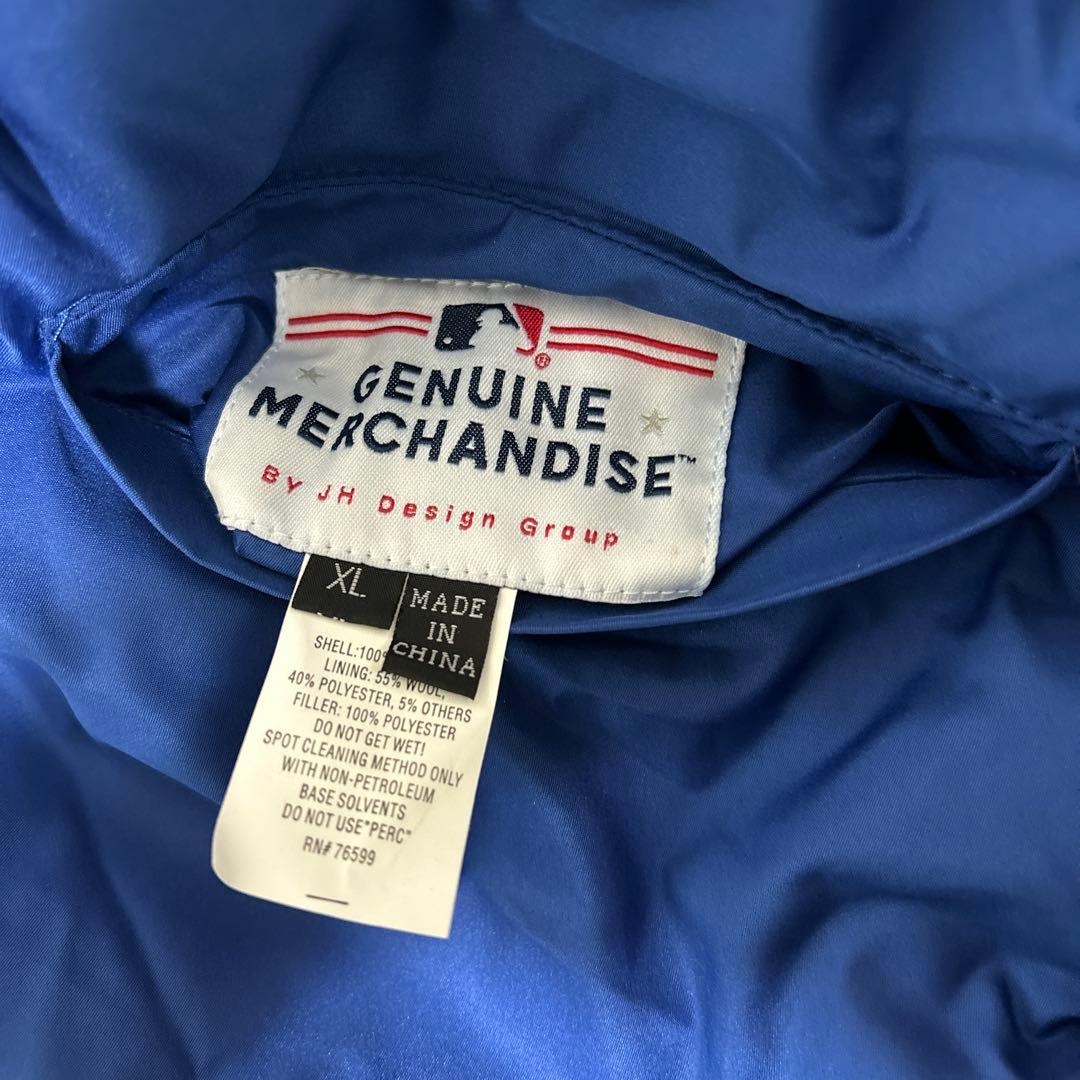 GENUINE
MERCHANDISE™
By JH Design Group
XL
MADE
IN
CHINA
SHELL:100%
LINING: 55% WOOL,
40% POLYESTER, 5% OTHERS
FILLER: 100% POLYESTER
DO NOT GET WET!
SPOT CLEANING METHOD ONLY
WITH NON-PETROLEUM
BASE SOLVENTS
DO NOT USE"PERC"
RN# 76599